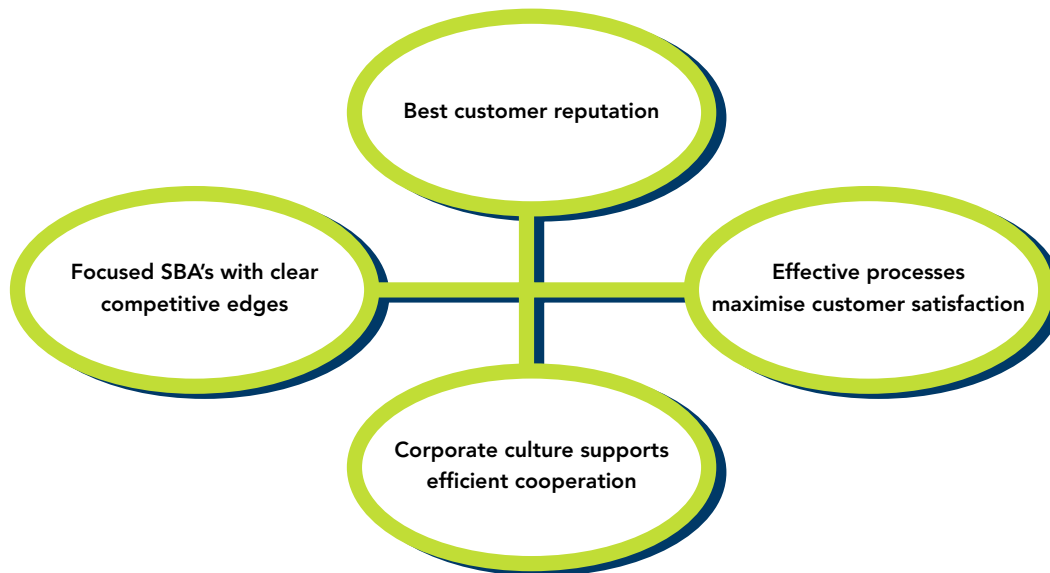 Best customer reputation
Focused SBA's with clear
competitive edges
Effective processes
maximise customer satisfaction
Corporate culture supports
efficient cooperation